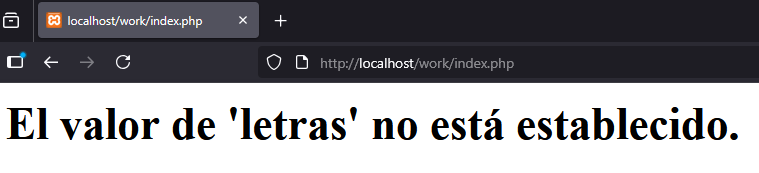 localhost/work/index.php
http://localhost/work/index.php
El valor de 'letras' no está establecido.